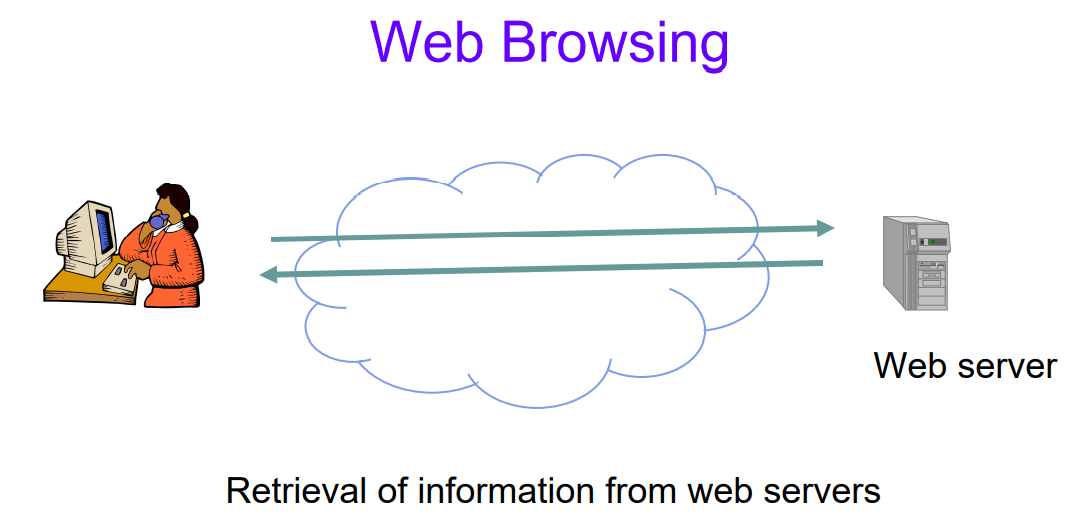 Web Browsing
Web server
Retrieval of information from web servers